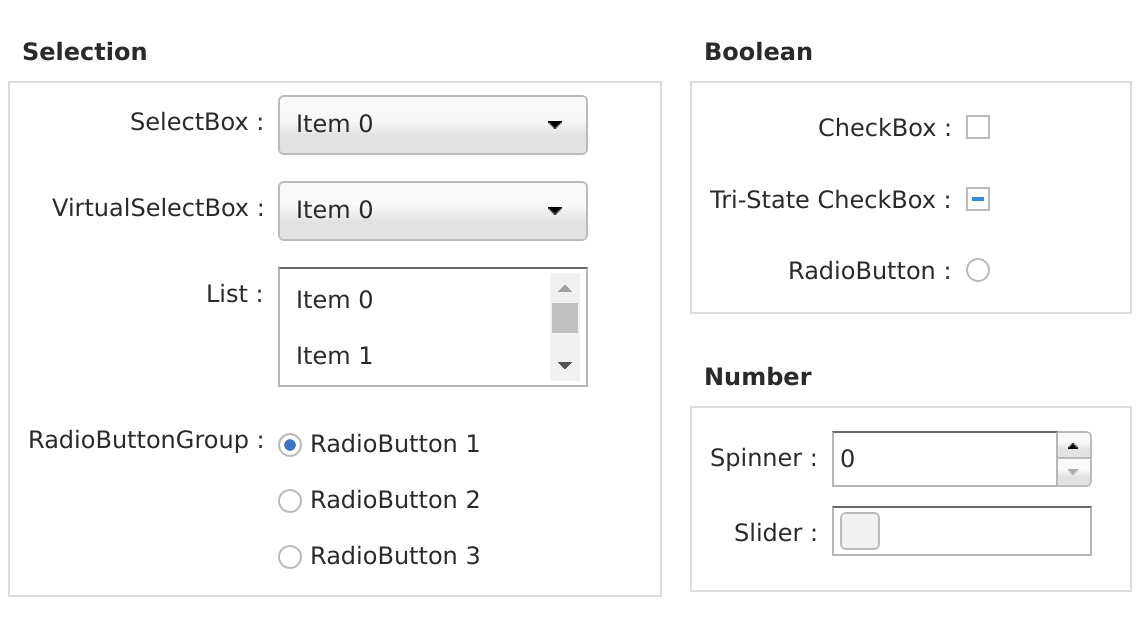 Selection
SelectBox :
Item 0
VirtualSelectBox :
Item 0
List :
Item 0
Item 1
RadioButtonGroup :
RadioButton 1
RadioButton 2
RadioButton 3
Boolean
CheckBox :
Tri-State CheckBox :
RadioButton :
Number
Spinner :
0
Slider :